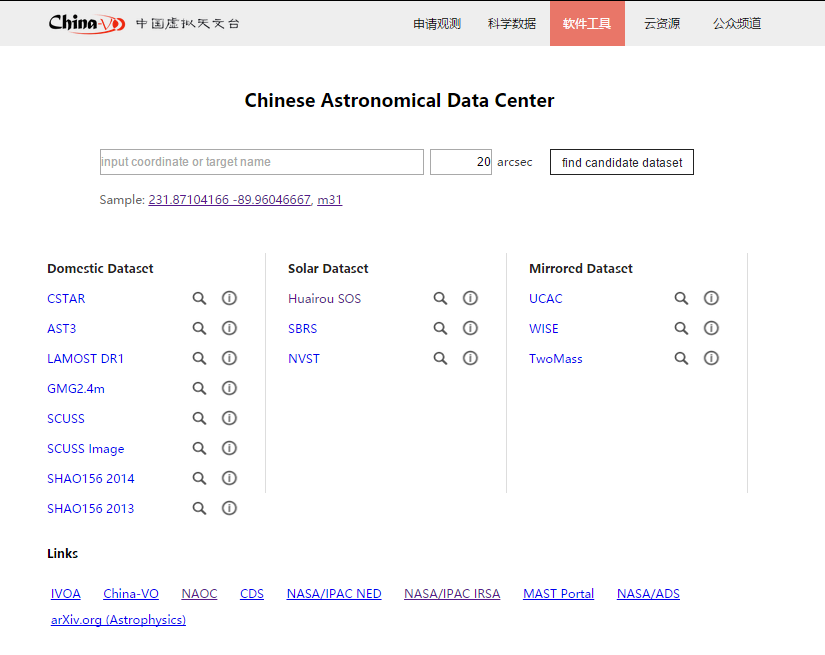 China-VO 中国虚拟天文台 申请观测 科学数据 软件工具 云资源 公众频道
Chinese Astronomical Data Center
input coordinate or target name 20 arcsec find candidate dataset
Sample: 231.87104166 -89.96046667, m31
Domestic Dataset
CSTAR
AST3
LAMOST DR1
GMG2.4m
SCUSS
SCUSS Image
SHAO156 2014
SHAO156 2013
Solar Dataset
Huairou SOS
SBRS
NVST
Mirrored Dataset
UCAC
WISE
TwoMass
Links
IVOA China-VO NAOC CDS NASA/IPAC NED NASA/IPAC IRSA MAST Portal NASA/ADS
arXiv.org (Astrophysics)